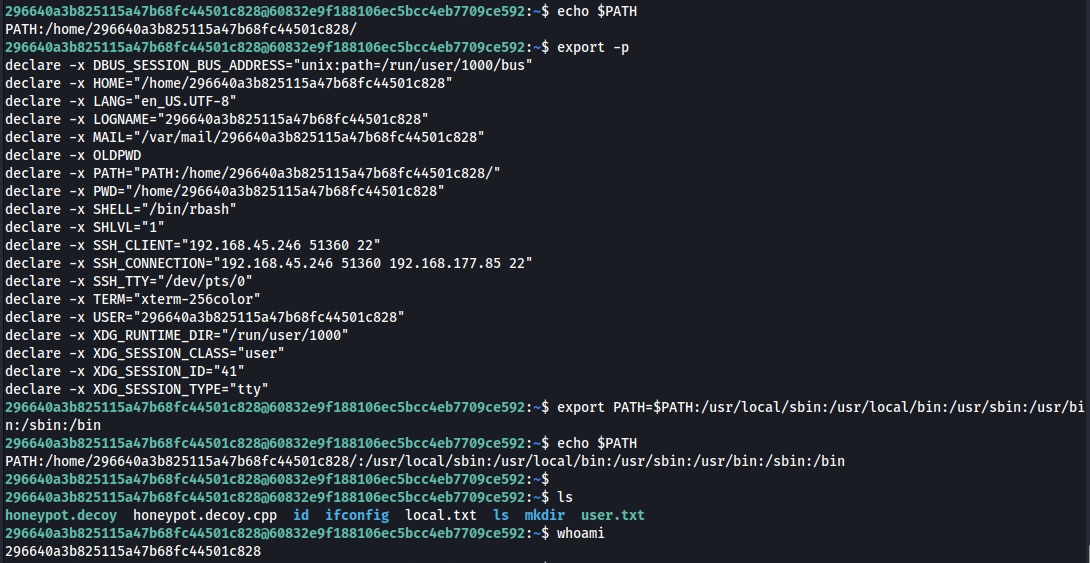 296640a3b825115a47b68fc44501c828@60832e9f188106ec5bcc4eb7709ce592:~$ echo $PATH
PATH:/home/296640a3b825115a47b68fc44501c828/
296640a3b825115a47b68fc44501c828@60832e9f188106ec5bcc4eb7709ce592:~$ export -p
declare -x DBUS_SESSION_BUS_ADDRESS="unix:path=/run/user/1000/bus"
declare -x HOME="/home/296640a3b825115a47b68fc44501c828"
declare -x LANG="en_US.UTF-8"
declare -x LOGNAME="296640a3b825115a47b68fc44501c828"
declare -x MAIL="/var/mail/296640a3b825115a47b68fc44501c828"
declare -x OLDPWD
declare -x PATH="PATH:/home/296640a3b825115a47b68fc44501c828/"
declare -x PWD="/home/296640a3b825115a47b68fc44501c828"
declare -x SHELL="/bin/rbash"
declare -x SHLVL="1"
declare -x SSH_CLIENT="192.168.45.246 51360 22"
declare -x SSH_CONNECTION="192.168.45.246 51360 192.168.177.85 22"
declare -x SSH_TTY="/dev/pts/0"
declare -x TERM="xterm-256color"
declare -x USER="296640a3b825115a47b68fc44501c828"
declare -x XDG_RUNTIME_DIR="/run/user/1000"
declare -x XDG_SESSION_CLASS="user"
declare -x XDG_SESSION_ID="41"
declare -x XDG_SESSION_TYPE="tty"
296640a3b825115a47b68fc44501c828@60832e9f188106ec5bcc4eb7709ce592:~$ export PATH=$PATH:/usr/local/sbin:/usr/local/bin:/usr/sbin:/usr/bi
n:/sbin:/bin
296640a3b825115a47b68fc44501c828@60832e9f188106ec5bcc4eb7709ce592:~$ echo $PATH
PATH:/home/296640a3b825115a47b68fc44501c828/:/usr/local/sbin:/usr/local/bin:/usr/sbin:/usr/bin:/sbin:/bin
296640a3b825115a47b68fc44501c828@60832e9f188106ec5bcc4eb7709ce592:~$
296640a3b825115a47b68fc44501c828@60832e9f188106ec5bcc4eb7709ce592:~$ ls
honeypot.decoy honeypot.decoy.cpp id ifconfig local.txt ls mkdir user.txt
296640a3b825115a47b68fc44501c828@60832e9f188106ec5bcc4eb7709ce592:~$ whoami
296640a3b825115a47b68fc44501c828